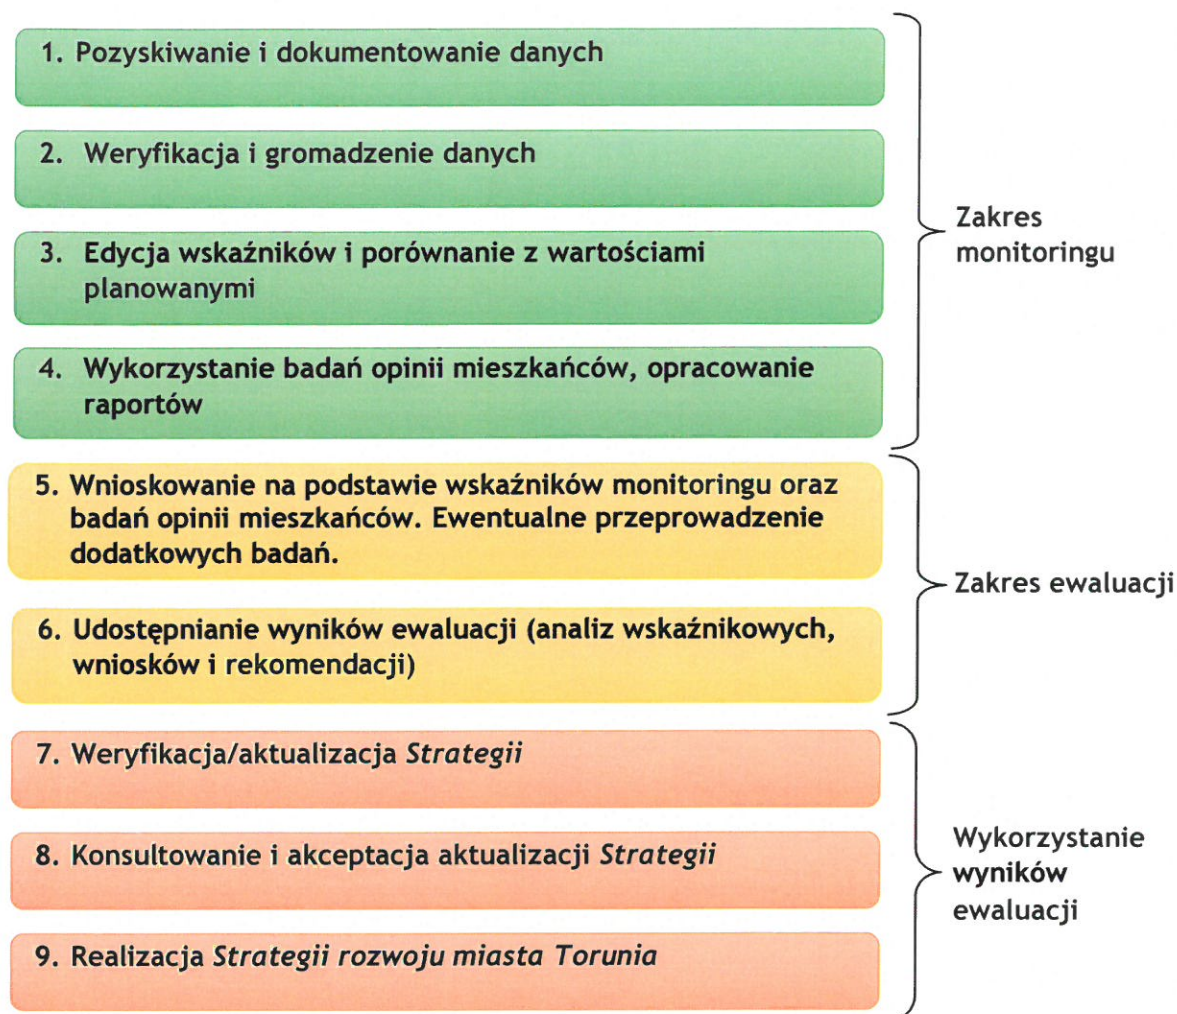 1. Pozyskiwanie i dokumentowanie danych
2. Weryfikacja i gromadzenie danych
3. Edycja wskaźników i porównanie z wartościami
planowanymi
4. Wykorzystanie badań opinii mieszkańców, opracowanie
raportów
Zakres
monitoringu
5. Wnioskowanie na podstawie wskaźników monitoringu oraz
badań opinii mieszkańców. Ewentualne przeprowadzenie
dodatkowych badań.
6. Udostępnianie wyników ewaluacji (analiz wskaźnikowych,
wniosków i rekomendacji)
Zakres ewaluacji
7. Weryfikacja/aktualizacja Strategii
8. Konsultowanie i akceptacja aktualizacji Strategii
9. Realizacja Strategii rozwoju miasta Torunia
Wykorzystanie
wyników
ewaluacji